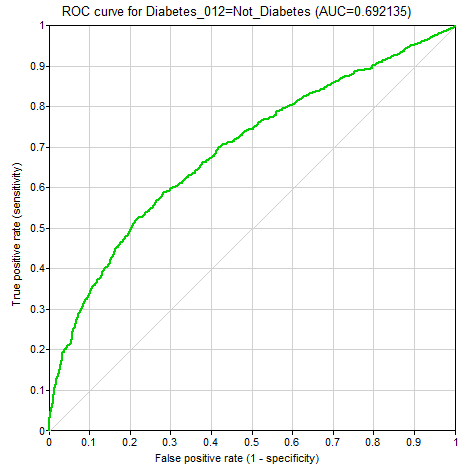 ROC curve for Diabetes_012=Not_Diabetes (AUC=0.692135)
True positive rate (sensitivity)
1
0.9
0.8
0.7
0.6
0.5
0.4
0.3
0.2
0.1
0
0 0.1 0.2 0.3 0.4 0.5 0.6 0.7 0.8 0.9 1
False positive rate (1 - specificity)